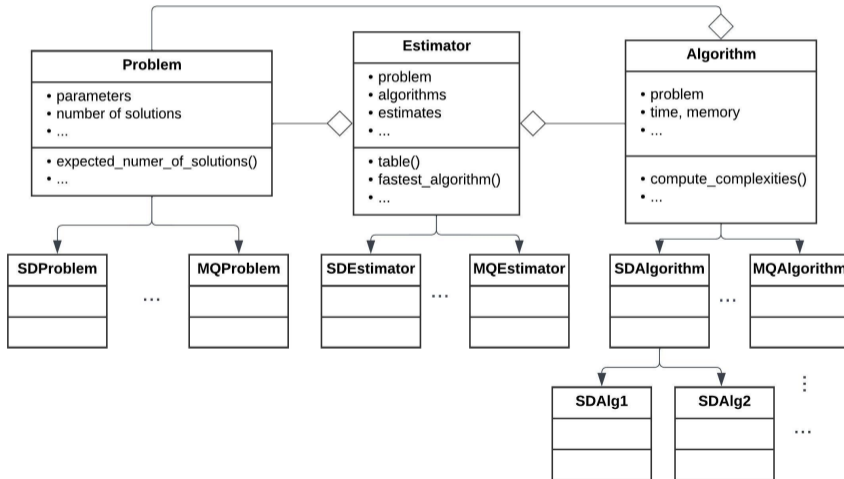 Problem
• parameters
• number of solutions
• ...
• expected_numer_of_solutions()
• ...
Estimator
• problem
• algorithms
• estimates
• ...
• table()
• fastest_algorithm()
• ...
Algorithm
• problem
• time, memory
• ...
• compute_complexities()
• ...
SDProblem
...
MQProblem
SDEstimator
...
MQEstimator
SDAlgorithm
...
MQAlgorithm
SDAlg1
SDAlg2
⋮
...